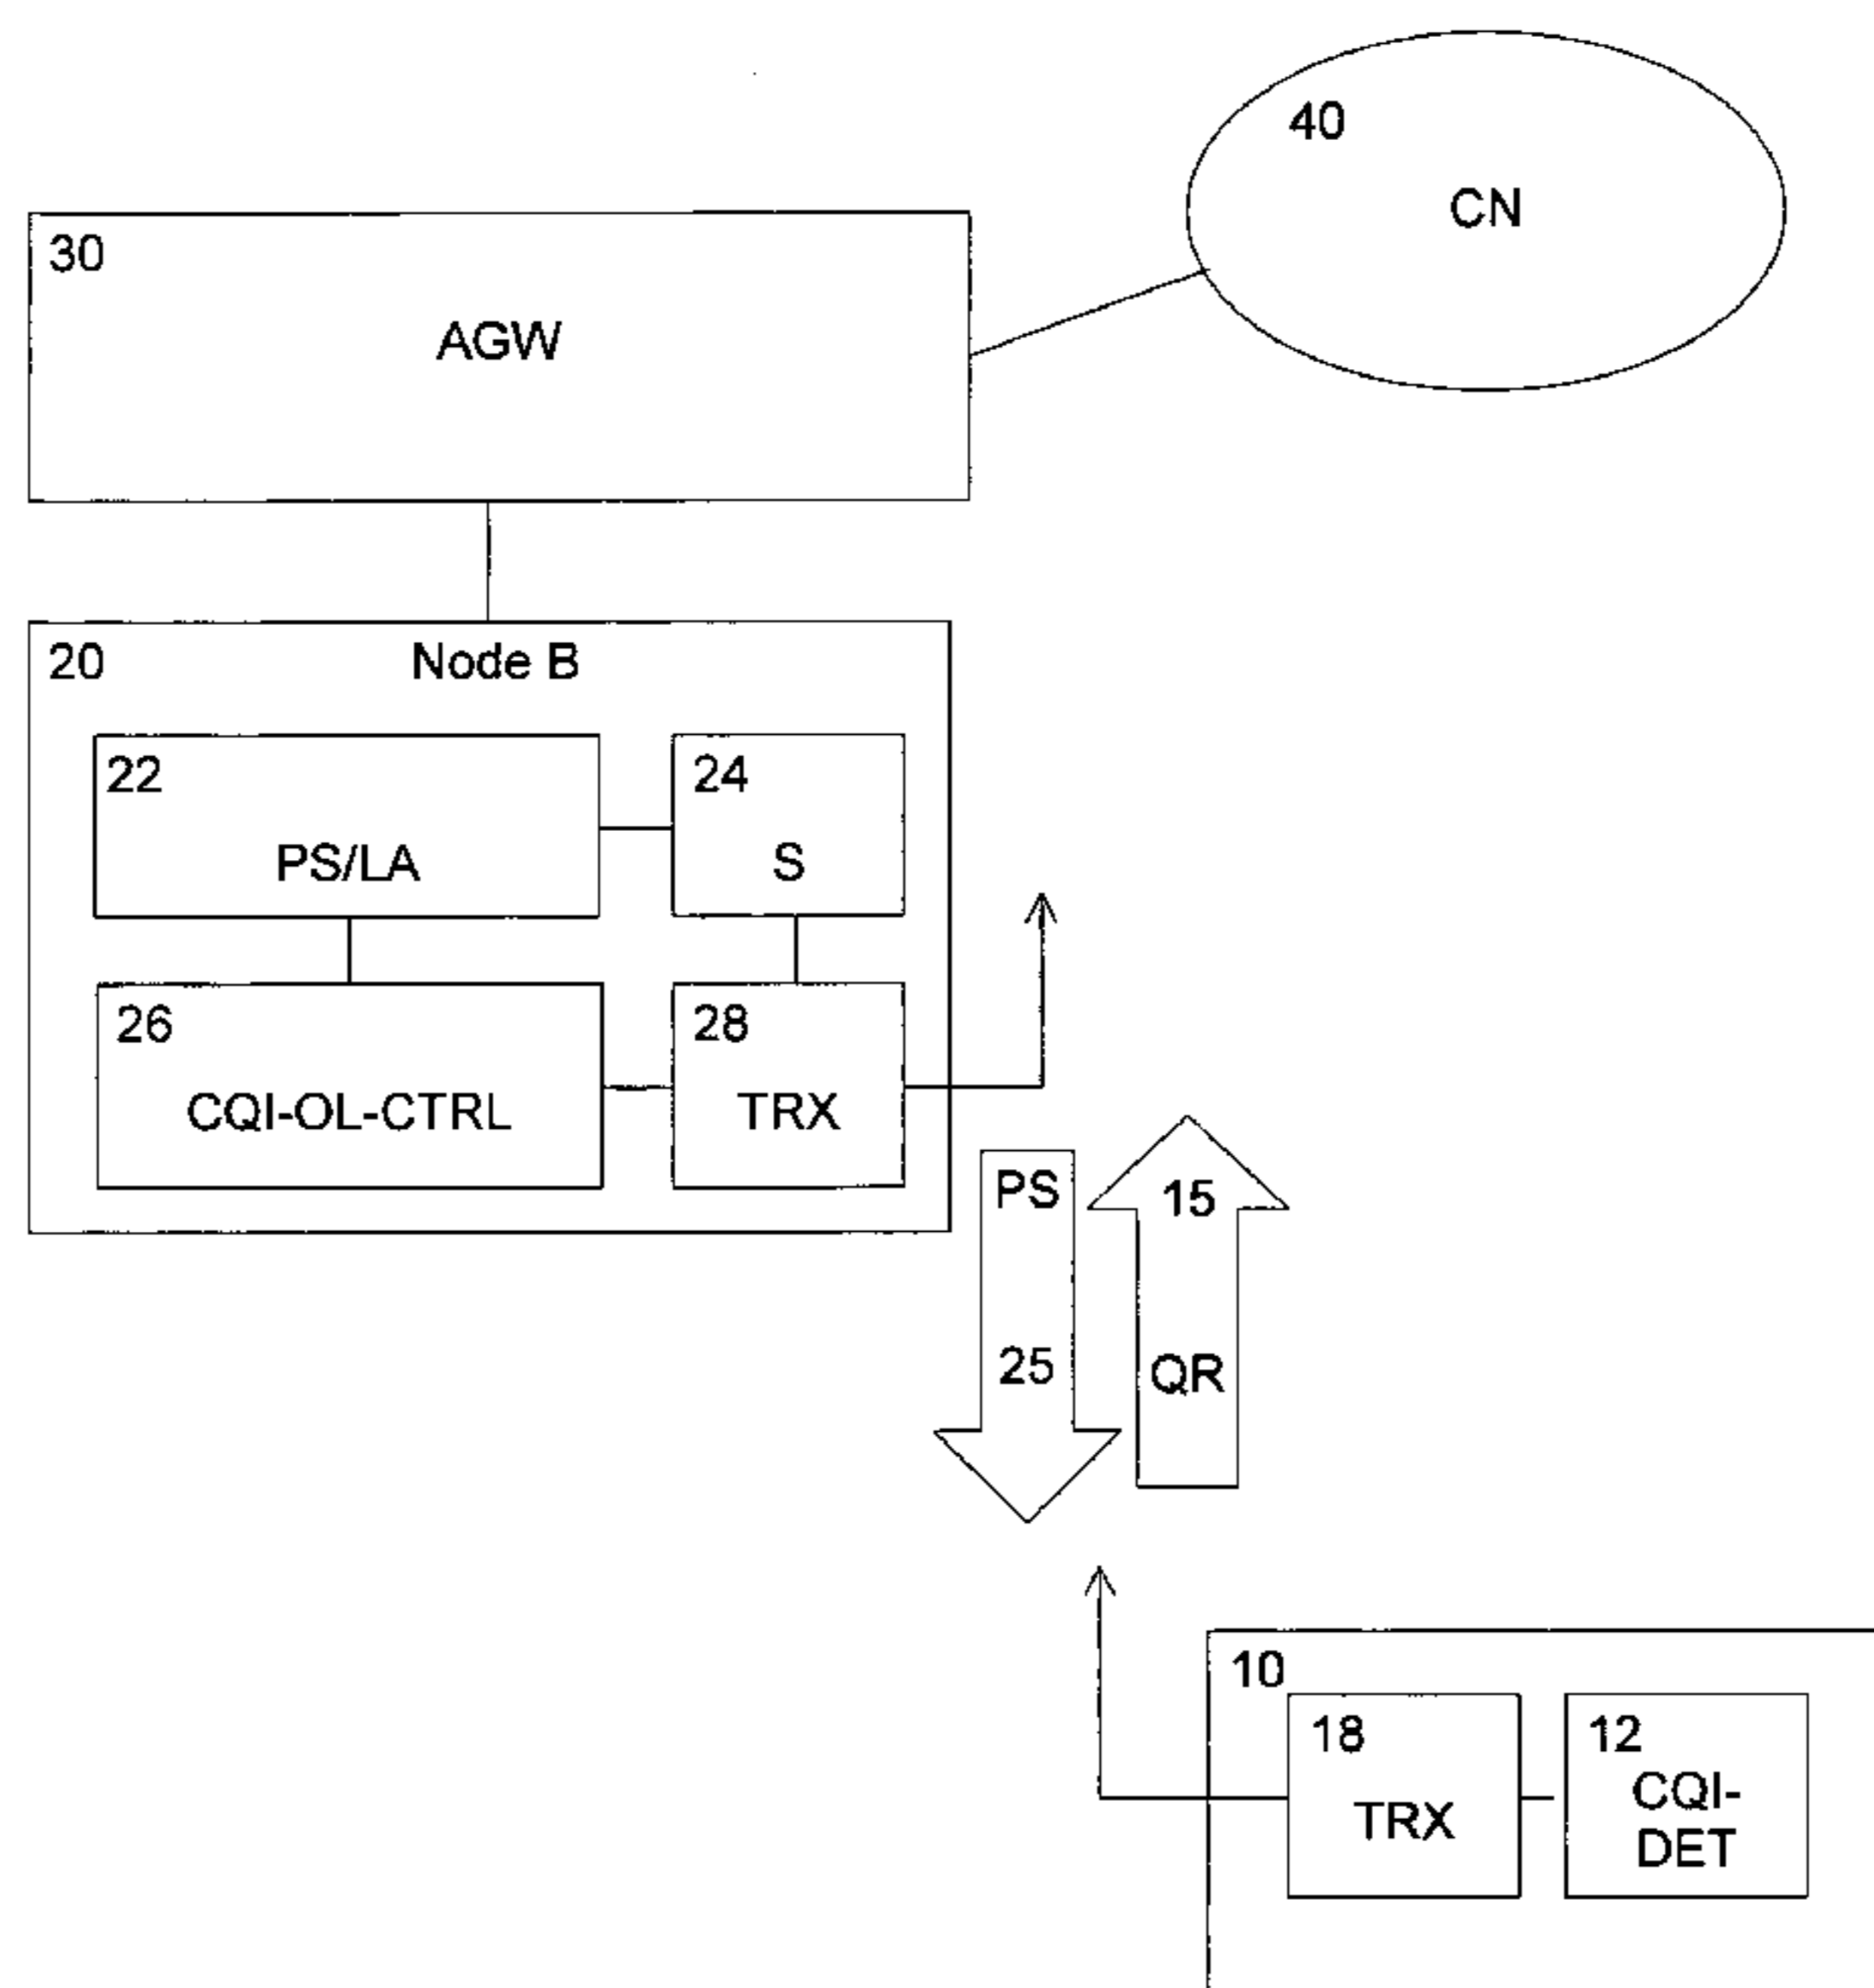 40
CN
30
AGW
20 Node B
22
PS/LA
24
S
26
CQI-OL-CTRL
28
TRX
PS
25
15
QR
10
18
TRX
12
CQI-
DET